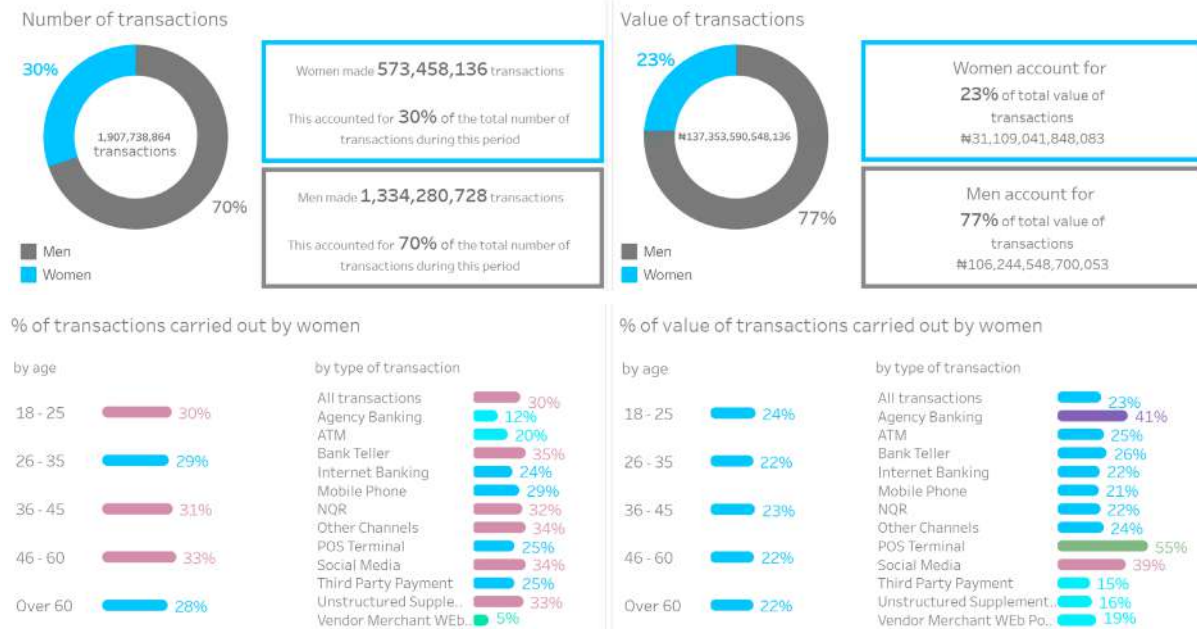 Number of transactions
30%
1,907,738,864
transactions
70%
Men
Women
Women made 573,458,136 transactions
This accounted for 30% of the total number of
transactions during this period
Men made 1,334,280,728 transactions
This accounted for 70% of the total number of
transactions during this period
Value of transactions
23%
₦137,353,590,548,136
77%
Men
Women
Women account for
23% of total value of
transactions
₦31,109,041,848,083
Men account for
77% of total value of
transactions
₦106,244,548,700,053
% of transactions carried out by women
by age
18 - 25 30%
26 - 35 29%
36 - 45 31%
46 - 60 33%
Over 60 28%
by type of transaction
All transactions 30%
Agency Banking 12%
ATM 20%
Bank Teller 35%
Internet Banking 24%
Mobile Phone 29%
NQR 32%
Other Channels 34%
POS Terminal 25%
Social Media 34%
Third Party Payment 25%
Unstructured Supple.. 33%
Vendor Merchant WEb.. 5%
% of value of transactions carried out by women
by age
18 - 25 24%
26 - 35 22%
36 - 45 23%
46 - 60 22%
Over 60 22%
by type of transaction
All transactions 23%
Agency Banking 41%
ATM 25%
Bank Teller 26%
Internet Banking 22%
Mobile Phone 21%
NQR 22%
Other Channels 24%
POS Terminal 55%
Social Media 39%
Third Party Payment 15%
Unstructured Supplement.. 16%
Vendor Merchant WEb Po.. 19%